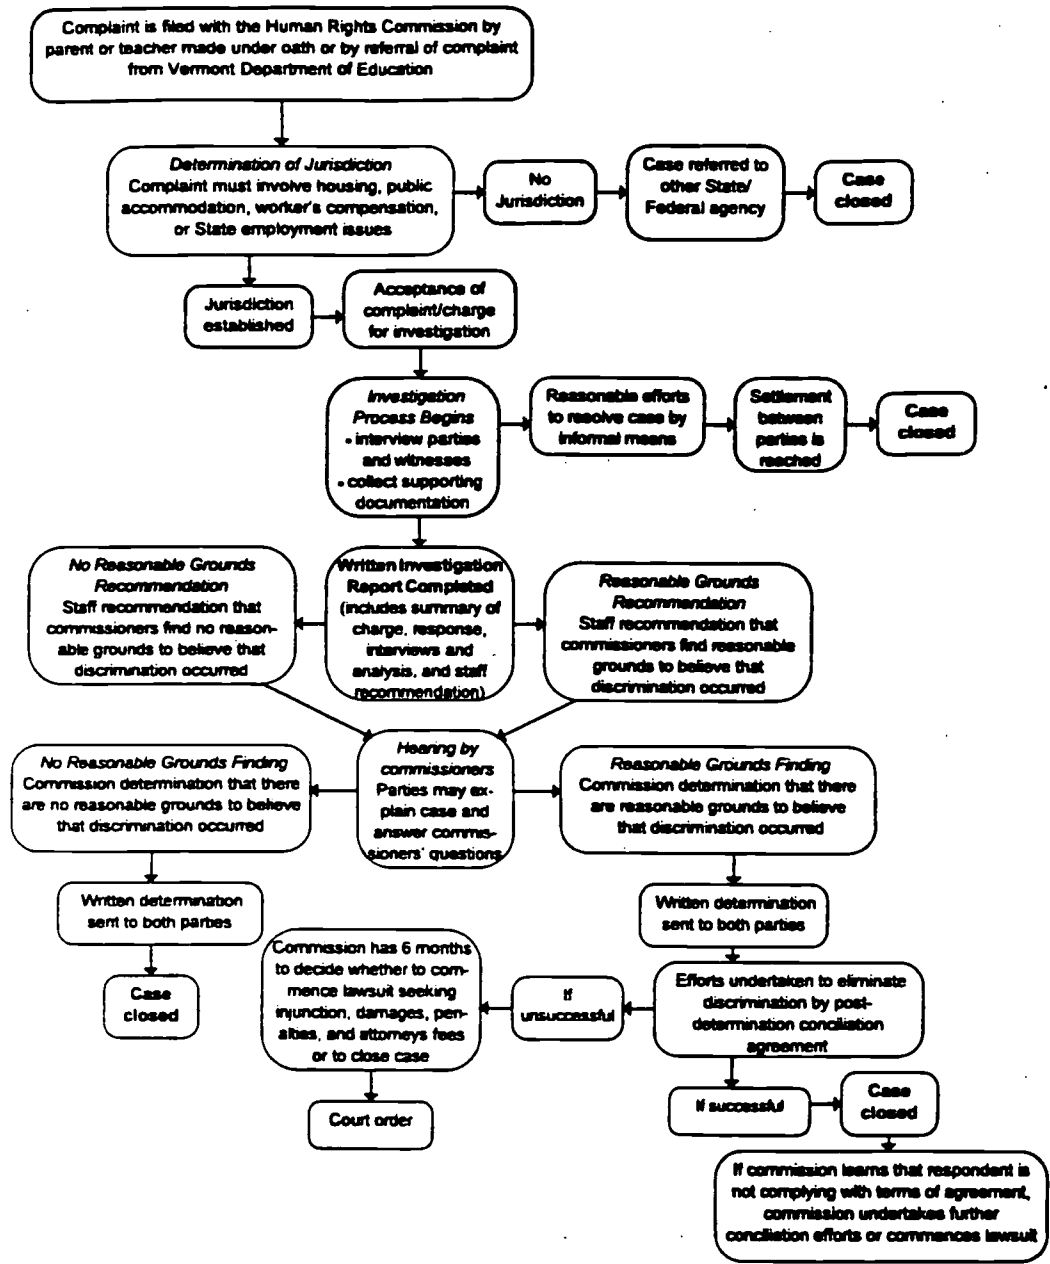 Complaint is filed with the Human Rights Commission by
parent or teacher made under oath or by referral of complaint
from Vermont Department of Education
Determination of Jurisdiction
Complaint must involve housing, public
accommodation, worker's compensation,
or State employment issues
No
Jurisdiction
Case referred to
other State/
Federal agency
Case
closed
Jurisdiction
established
Acceptance of
complaint/charge
for investigation
Investigation
Process Begins
- interview parties
and witnesses
- collect supporting
documentation
Reasonable efforts
to resolve case by
informal means
Settlement
between
parties is
reached
Case
closed
No Reasonable Grounds
Recommendation
Staff recommendation that
commissioners find no reason-
able grounds to believe that
discrimination occurred
Written Investigation
Report Completed
(includes summary of
charge, response,
interviews and
analysis, and staff
recommendation)
Reasonable Grounds
Recommendation
Staff recommendation that
commissioners find reasonable
grounds to believe that
discrimination occurred
No Reasonable Grounds Finding
Commission determination that there
are no reasonable grounds to believe
that discrimination occurred
Hearing by
commissioners
Parties may ex-
plain case and
answer commis-
sioners' questions
Reasonable Grounds Finding
Commission determination that there
are reasonable grounds to believe
that discrimination occurred
Written determination
sent to both parties
Case
closed
Written determination
sent to both parties
Efforts undertaken to eliminate
discrimination by post-
determination conciliation
agreement
If
unsuccessful
Commission has 6 months
to decide whether to com-
mence lawsuit seeking
injunction, damages, pen-
alties, and attorneys fees
or to close case
Court order
If successful
Case
closed
If commission learns that respondent is
not complying with terms of agreement,
commission undertakes further
conciliation efforts or commences lawsuit